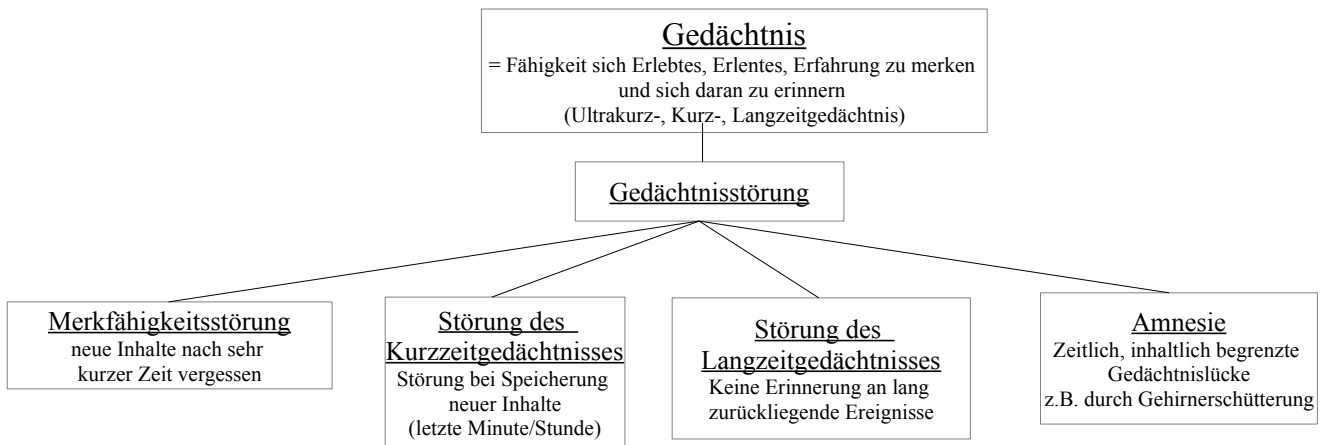 Gedächtnis
= Fähigkeit sich Erlebtes, Erlentes, Erfahrung zu merken
und sich daran zu erinnern
(Ultrakurz-, Kurz-, Langzeitgedächtnis)
Gedächtnisstörung
Merkfähigkeitsstörung
neue Inhalte nach sehr
kurzer Zeit vergessen
Störung des
Kurzzeitgedächtnisses
Störung bei Speicherung
neuer Inhalte
(letzte Minute/Stunde)
Störung des
Langzeitgedächtnisses
Keine Erinnerung an lang
zurückliegende Ereignisse
Amnesie
Zeitlich, inhaltlich begrenzte
Gedächtnislücke
z.B. durch Gehirnerschütterung